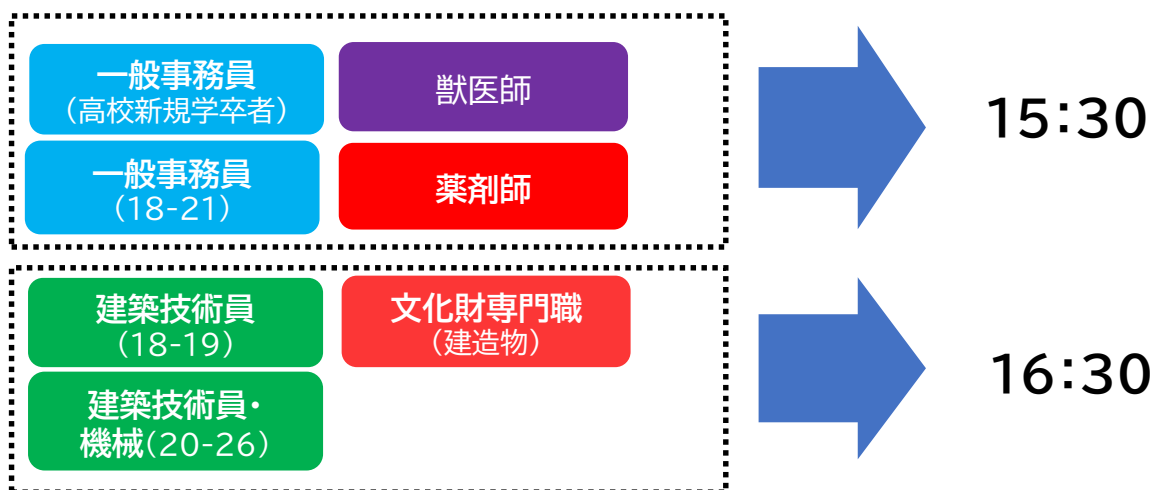 一般事務員
（高校新規学卒者）
獣医師
一般事務員
(18-21)
薬剤師
15:30
建築技術員
(18-19)
文化財専門職
（建造物）
建築技術員・
機械(20-26)
16:30